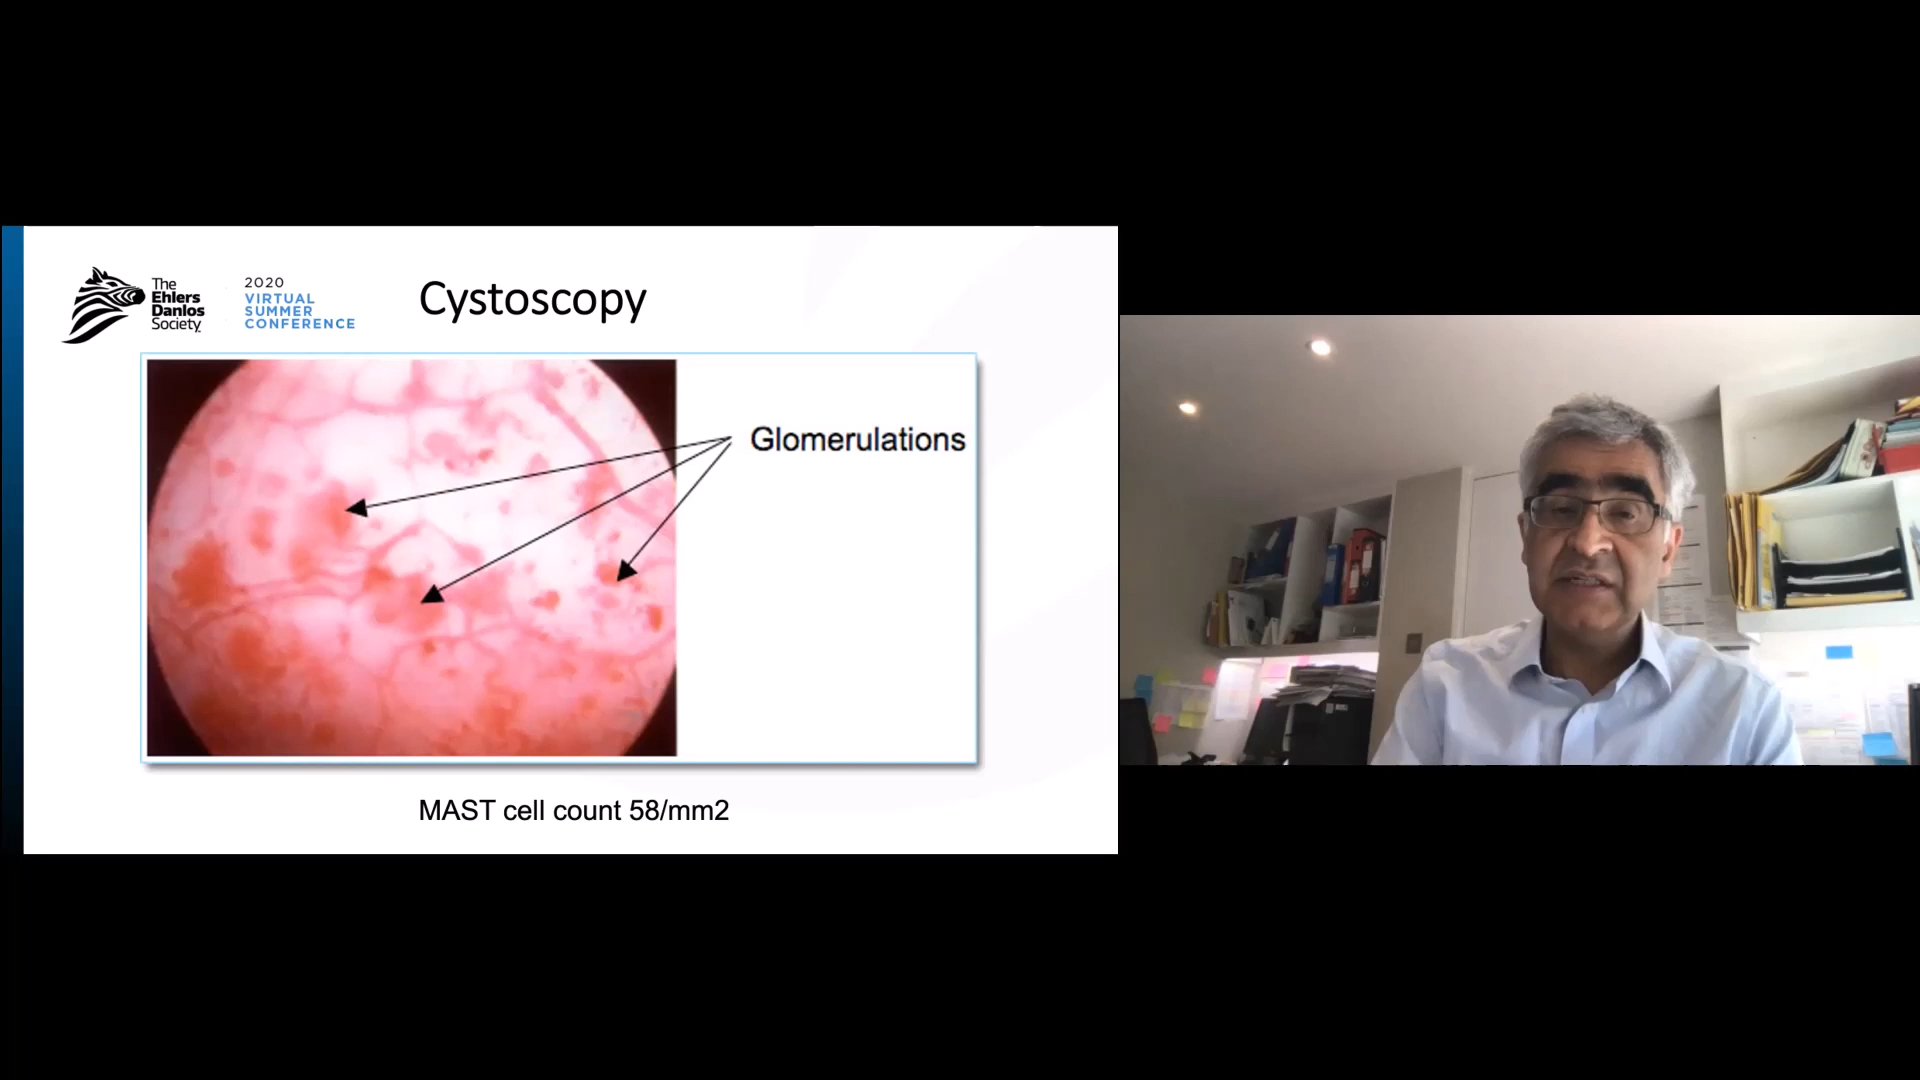 The
Ehlers
Danlos
Society
2020
VIRTUAL
SUMMER
CONFERENCE
Cystoscopy
Glomerulations
MAST cell count 58/mm2